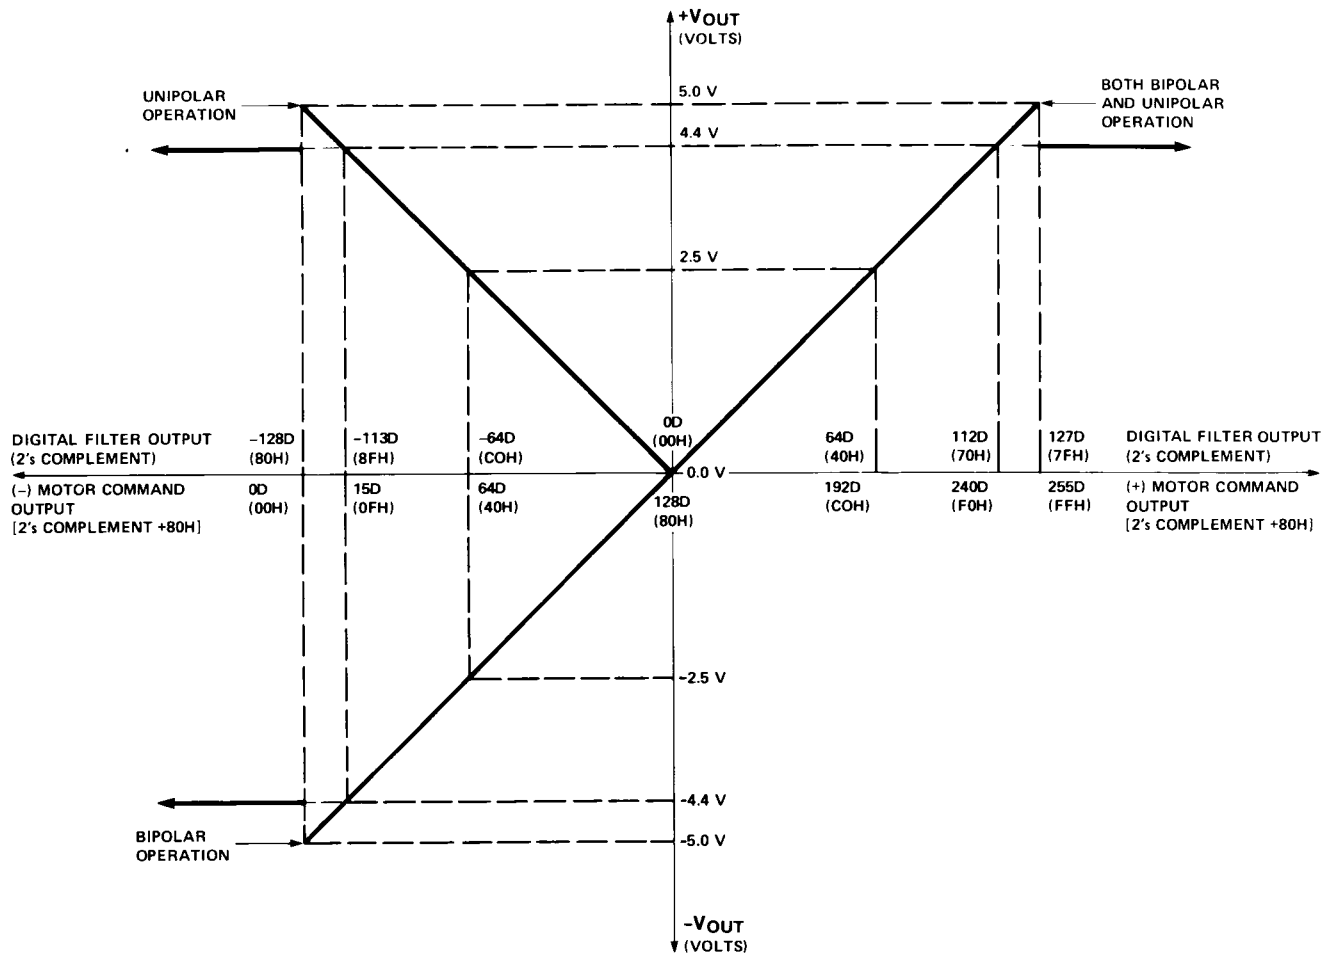 +VOUT
(VOLTS)
UNIPOLAR
OPERATION
5.0 V
BOTH BIPOLAR
AND UNIPOLAR
OPERATION
4.4 V
2.5 V
0D
(00H)
DIGITAL FILTER OUTPUT
(2's COMPLEMENT)
−128D
(80H)
−113D
(8FH)
−64D
(COH)
64D
(40H)
112D
(70H)
127D
(7FH)
DIGITAL FILTER OUTPUT
(2's COMPLEMENT)
0.0 V
(−) MOTOR COMMAND
OUTPUT
[2's COMPLEMENT +80H]
0D
(00H)
15D
(0FH)
64D
(40H)
128D
(80H)
192D
(COH)
240D
(F0H)
255D
(FFH)
(+) MOTOR COMMAND
OUTPUT
[2's COMPLEMENT +80H]
-2.5 V
-4.4 V
-5.0 V
BIPOLAR
OPERATION
−VOUT
(VOLTS)